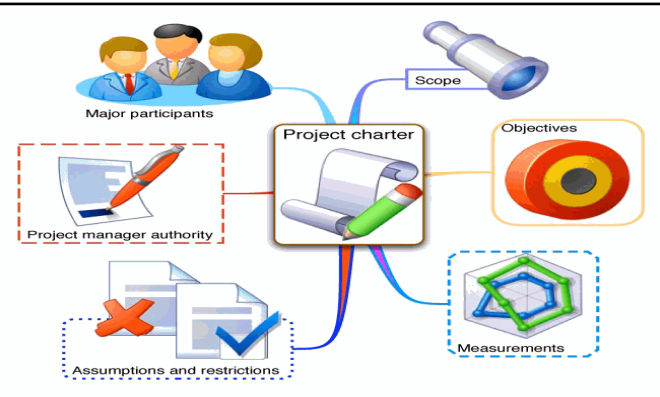 Project charter
Major participants
Scope
Objectives
Project manager authority
Measurements
Assumptions and restrictions